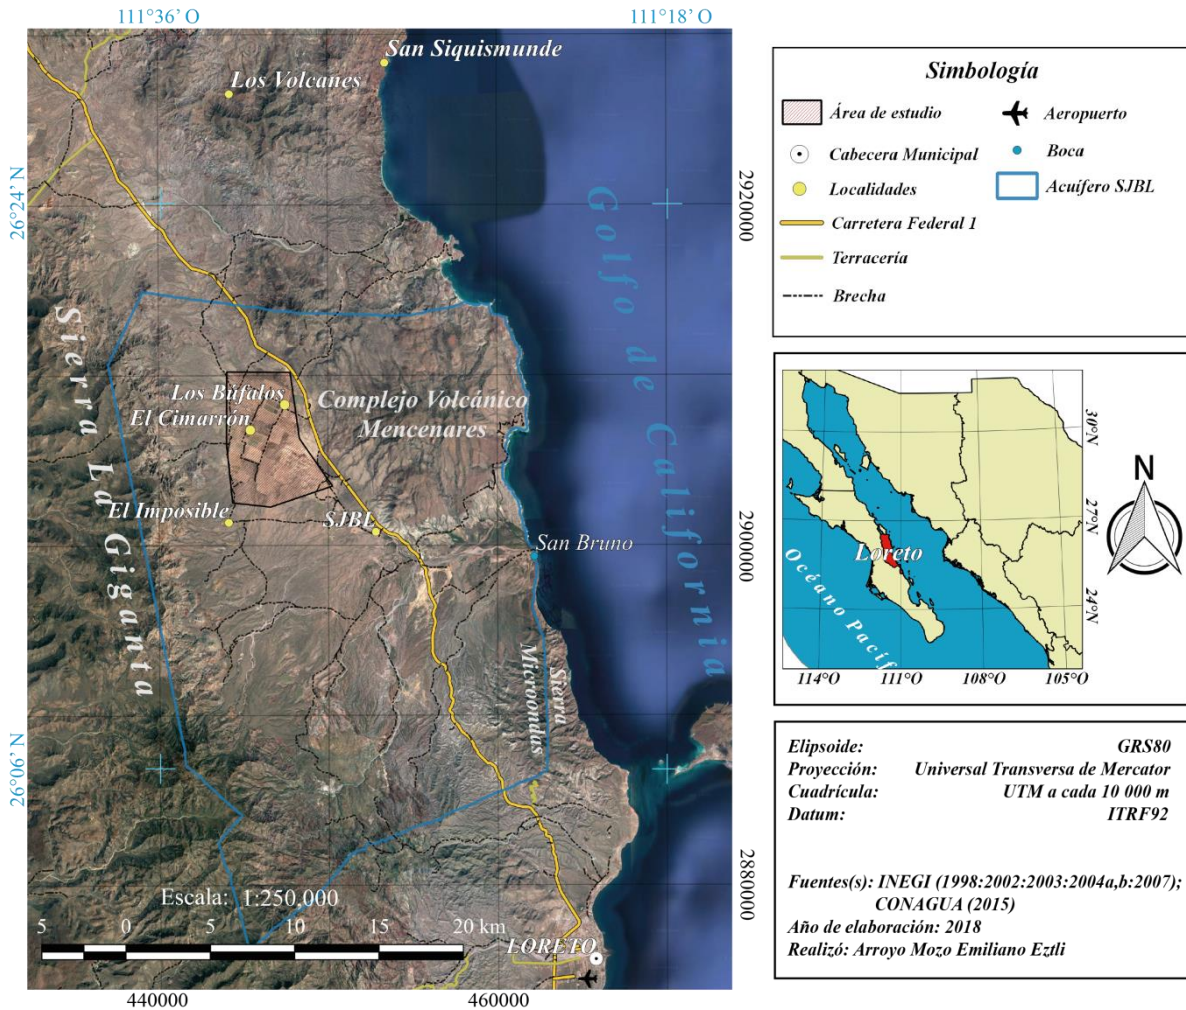 111°36' O
111°18' O
San Siquismunde
Los Volcanes
26°24' N
2920000
Golfo de California
Sierra La Giganta
Los Búfalos
El Cimarrón
Complejo Volcánico
Mencenares
El Imposible
SJBL
San Bruno
2900000
Sierra
Microondas
26°06' N
2880000
Escala: 1:250,000
5 0 5 10 15 20 km
LORETO
440000
460000
Simbología
Área de estudio
Aeropuerto
Cabecera Municipal
Boca
Localidades
Acuífero SJBL
Carretera Federal 1
Terracería
Brecha
30°N
27°N
24°N
Loreto
Océano Pacíf
114°O
111°O
108°O
105°O
N
Elipsoide: GRS80
Proyección: Universal Transversa de Mercator
Cuadrícula: UTM a cada 10 000 m
Datum: ITRF92
Fuentes(s): INEGI (1998:2002:2003:2004a,b:2007);
CONAGUA (2015)
Año de elaboración: 2018
Realizó: Arroyo Mozo Emiliano Eztli